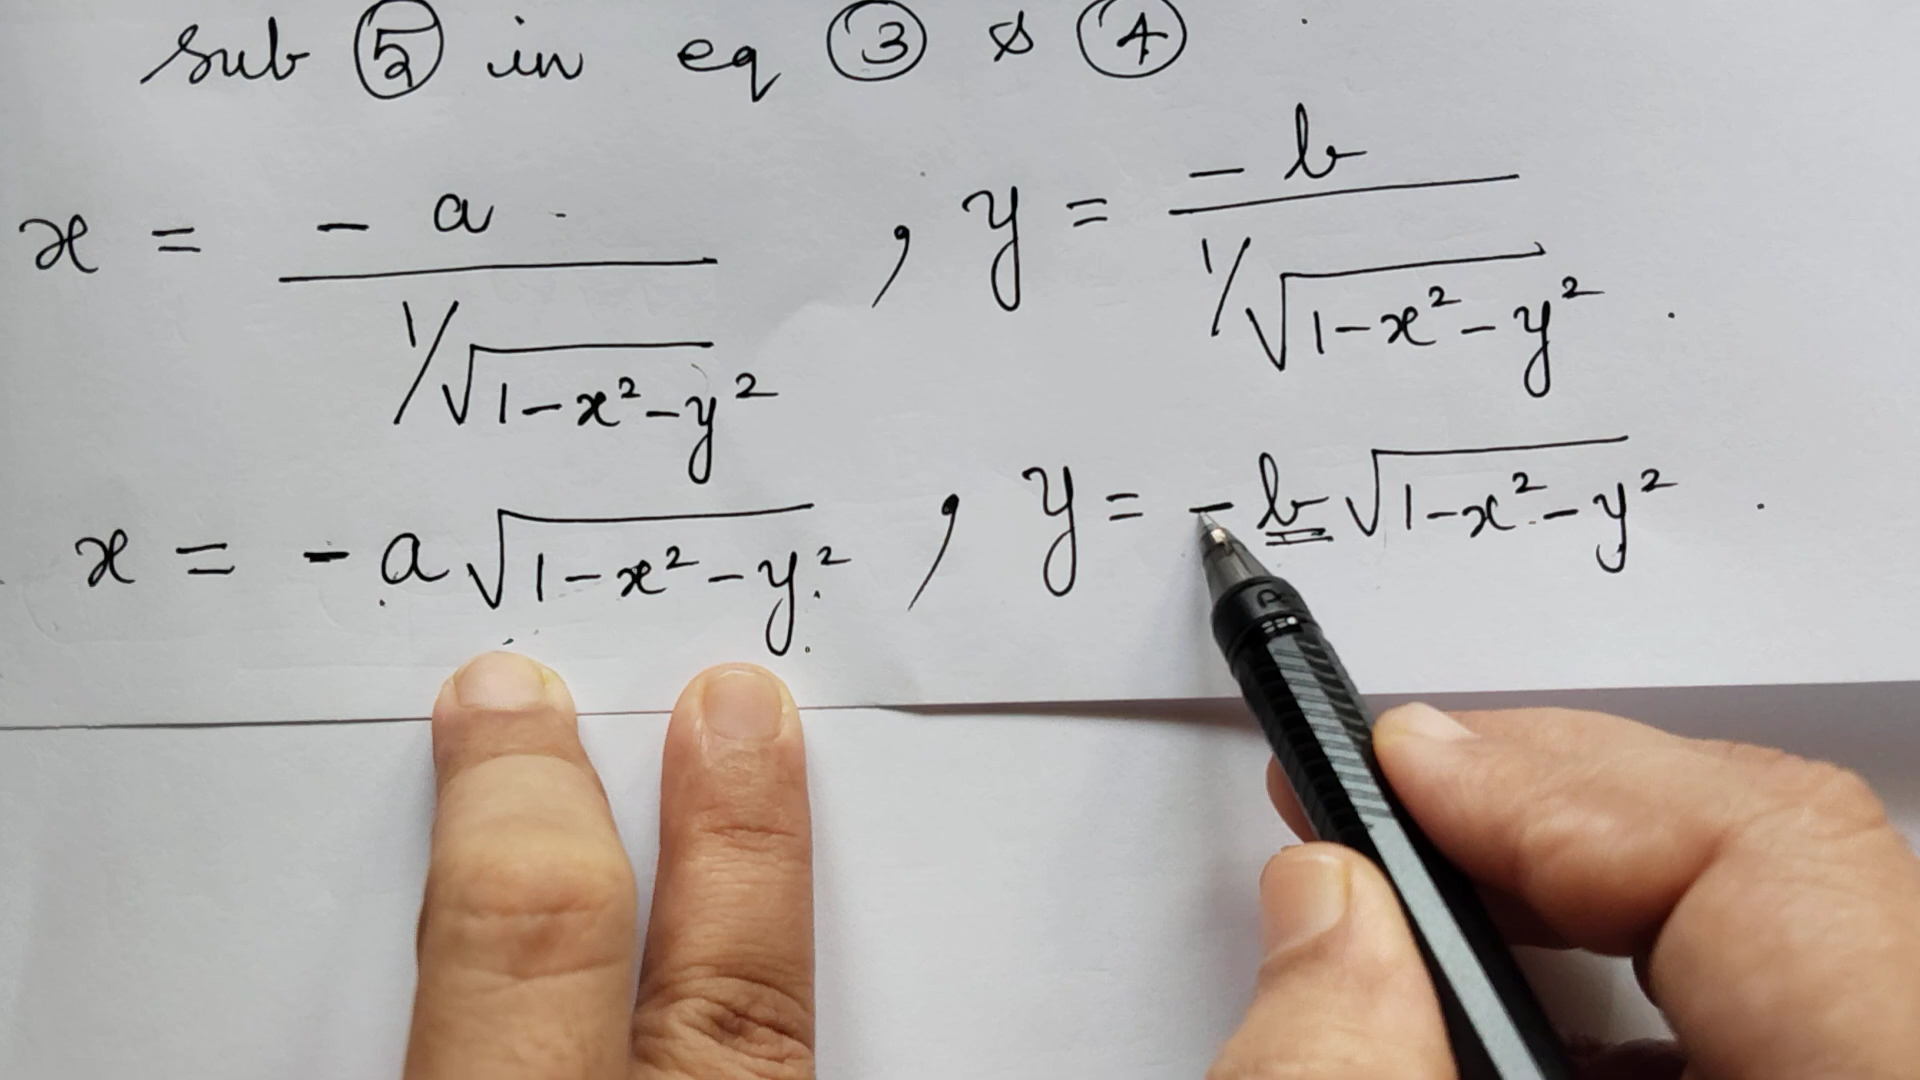 sub ⑤ in eq ③ & ④
x = - a / (1/√(1-x²-y²)) , y = - b / (1/√(1-x²-y²)) .
x = - a√(1-x²-y²) , y = - b√(1-x²-y²) .